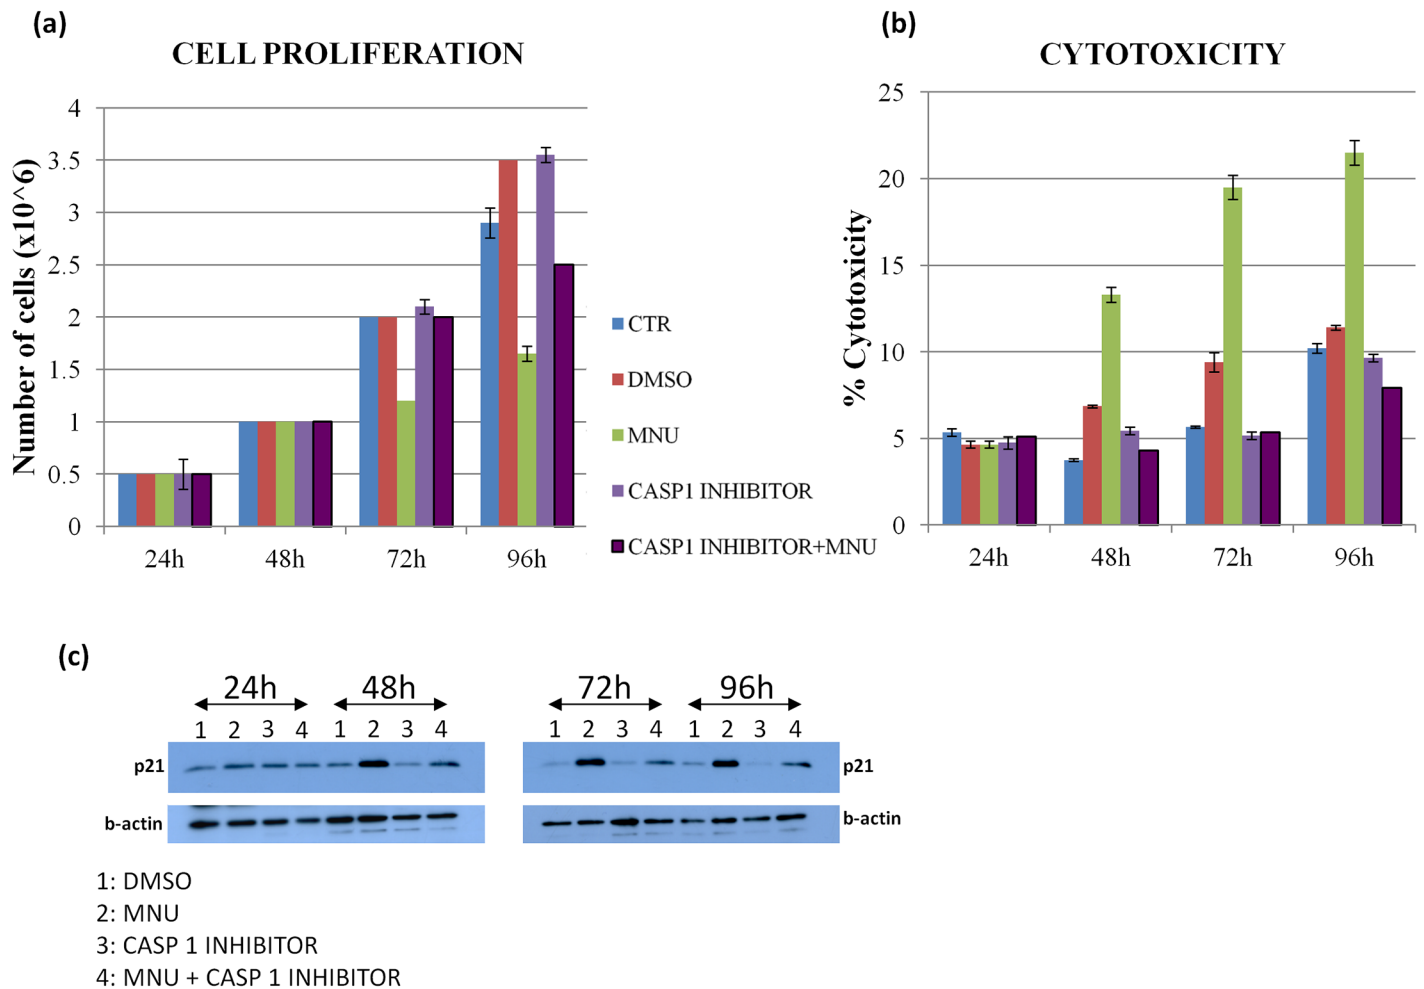 (a)
CELL PROLIFERATION
Number of cells (x10^6)
4
3.5
3
2.5
2
1.5
1
0.5
0
24h 48h 72h 96h
CTR
DMSO
MNU
CASP1 INHIBITOR
CASP1 INHIBITOR+MNU
(b)
CYTOTOXICITY
% Cytotoxicity
25
20
15
10
5
0
24h 48h 72h 96h
(c)
24h 48h 72h 96h
1 2 3 4 1 2 3 4 1 2 3 4 1 2 3 4
p21 p21
b-actin b-actin
1: DMSO
2: MNU
3: CASP 1 INHIBITOR
4: MNU + CASP 1 INHIBITOR